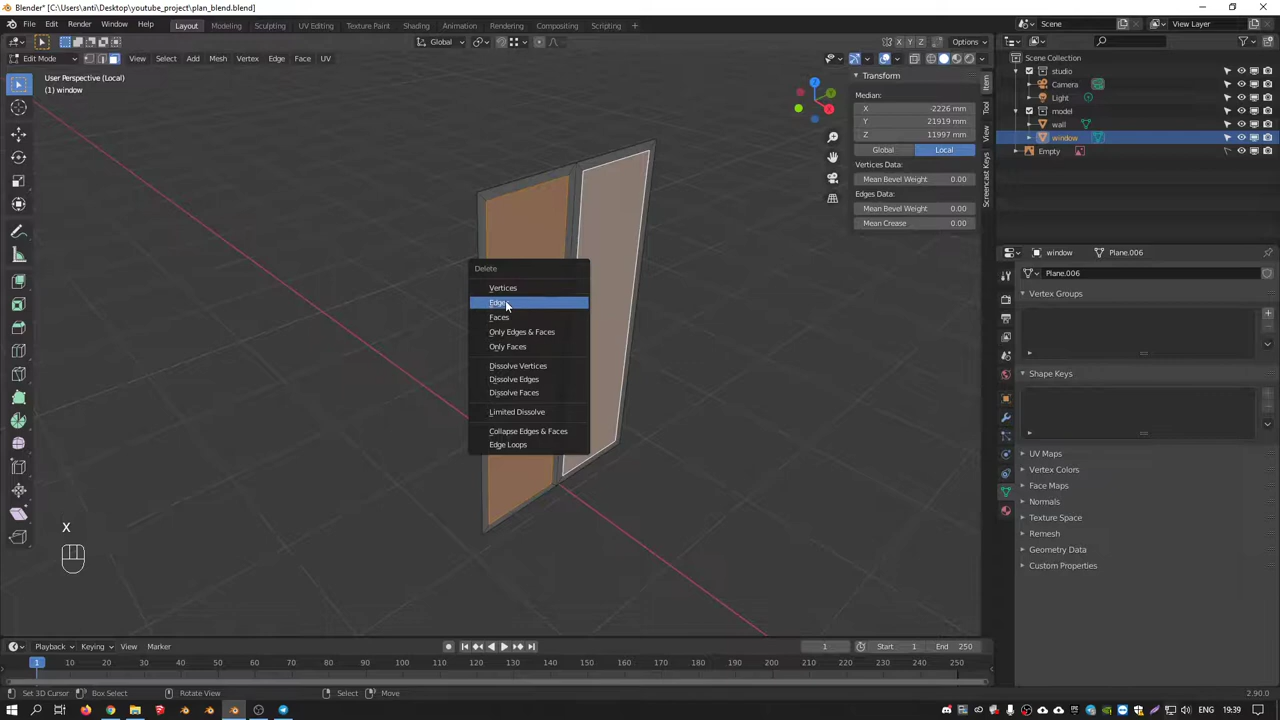 Blender* [C:\Users\anti\Desktop\youtube_project\plan_blend.blend]
File Edit Render Window Help Layout Modeling Sculpting UV Editing Texture Paint Shading Animation Rendering Compositing Scripting Scene View Layer
Global Options X Y Z
Edit Mode View Select Add Mesh Vertex Edge Face UV
User Perspective (Local)
(1) window
Transform
Median:
X -2226 mm
Y 21919 mm
Z 11997 mm
Global Local
Vertices Data:
Mean Bevel Weight 0.00
Edges Data:
Mean Bevel Weight 0.00
Mean Crease 0.00
Item
Tool
View
Screencast Keys
Scene Collection
studio
Camera
Light
model
wall
window
Empty
window Plane.006
Plane.006
Vertex Groups
Shape Keys
UV Maps
Vertex Colors
Face Maps
Normals
Texture Space
Remesh
Geometry Data
Custom Properties
Delete
Vertices
Edges
Faces
Only Edges & Faces
Only Faces
Dissolve Vertices
Dissolve Edges
Dissolve Faces
Limited Dissolve
Collapse Edges & Faces
Edge Loops
X
Playback Keying View Marker 1 Start 1 End 250
1 10 20 30 40 50 60 70 80 90 100 110 120 130 140 150 160 170 180 190 200 210 220 230 240 250
Set 3D Cursor Box Select Rotate View Select Move 2.90.0
ENG 19:39